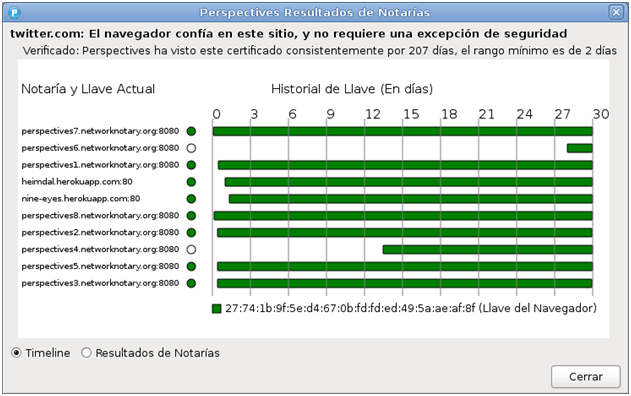 Perspectives Resultados de Notarías
twitter.com: El navegador confía en este sitio, y no requiere una excepción de seguridad
Verificado: Perspectives ha visto este certificado consistentemente por 207 días, el rango mínimo es de 2 días
Notaría y Llave Actual Historial de Llave (En días)
0 3 6 9 12 15 18 21 24 27 30
perspectives7.networknotary.org:8080
perspectives6.networknotary.org:8080
perspectives1.networknotary.org:8080
heimdal.herokuapp.com:80
nine-eyes.herokuapp.com:80
perspectives8.networknotary.org:8080
perspectives2.networknotary.org:8080
perspectives4.networknotary.org:8080
perspectives5.networknotary.org:8080
perspectives3.networknotary.org:8080
27:74:1b:9f:5e:d4:67:0b:fd:fd:ed:49:5a:ae:af:8f (Llave del Navegador)
Timeline Resultados de Notarías
Cerrar